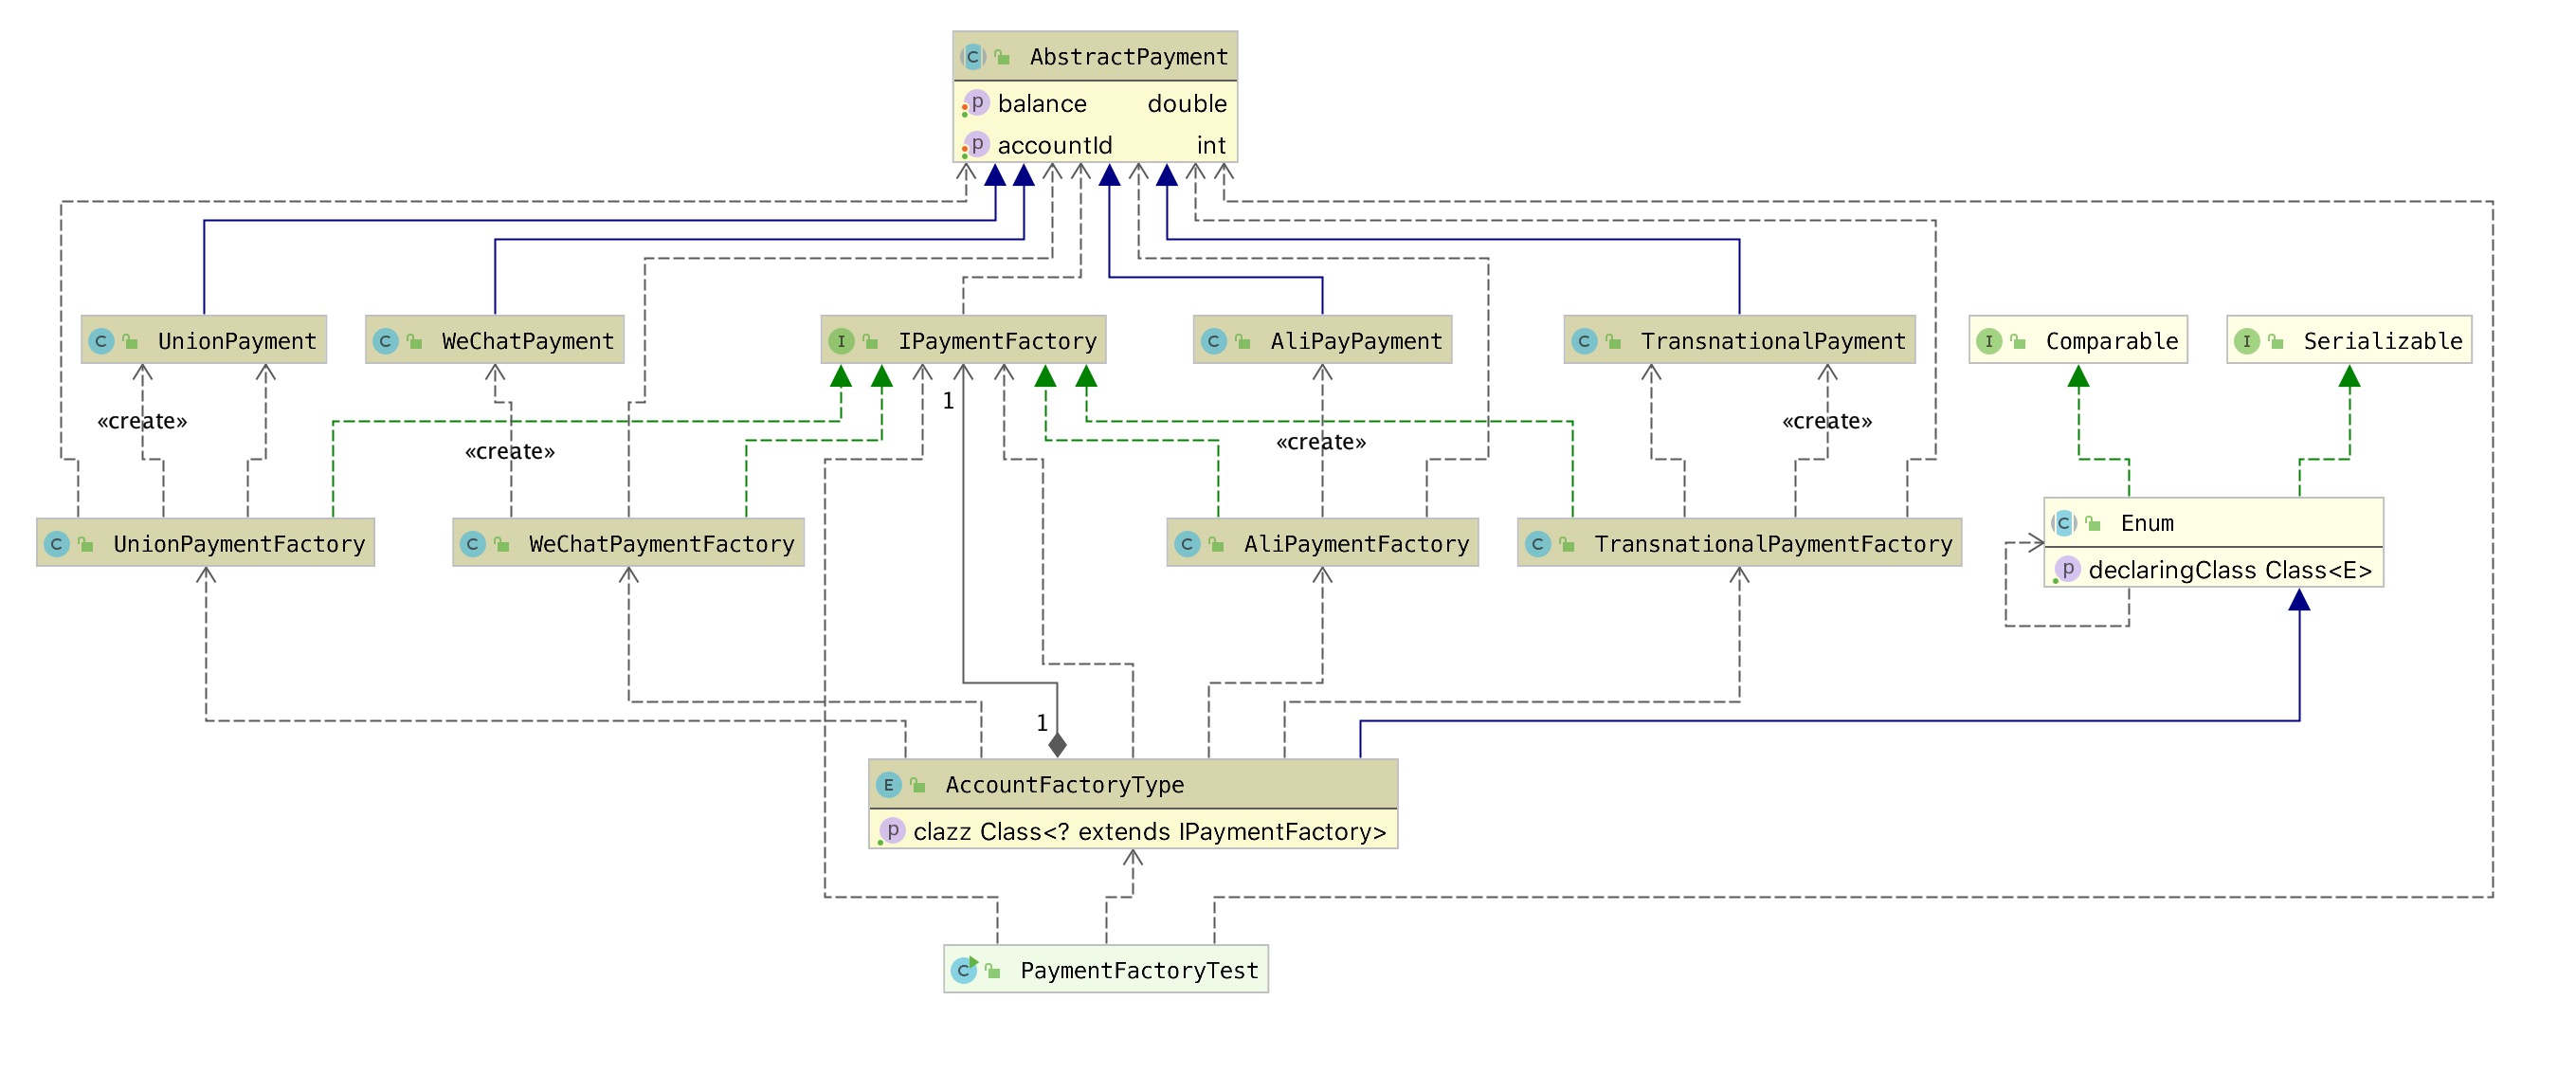 AbstractPayment
balance double
accountId int
UnionPayment
WeChatPayment
IPaymentFactory
AliPayPayment
TransnationalPayment
Comparable
Serializable
1
«create»
«create»
«create»
«create»
UnionPaymentFactory
WeChatPaymentFactory
AliPaymentFactory
TransnationalPaymentFactory
Enum
declaringClass Class<E>
1
AccountFactoryType
clazz Class<? extends IPaymentFactory>
PaymentFactoryTest